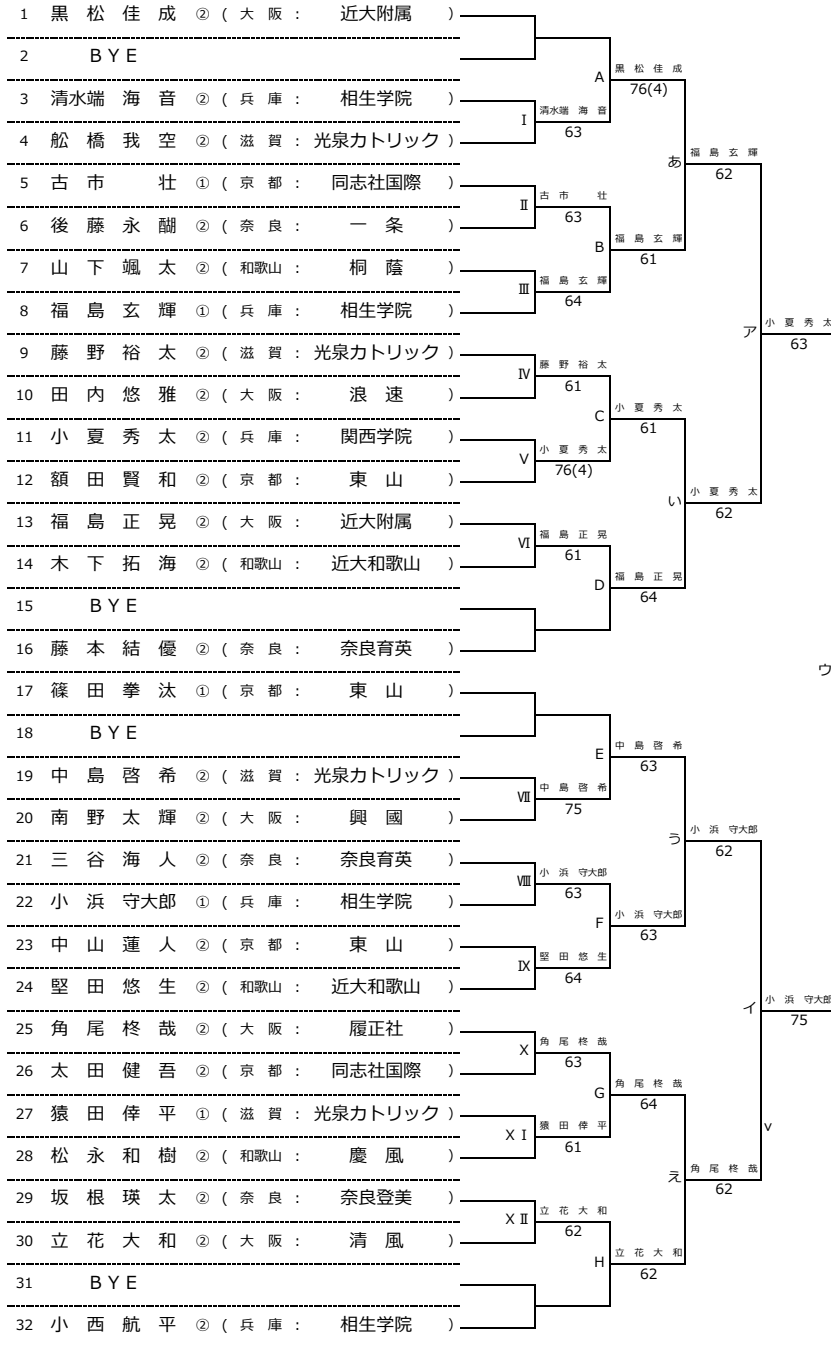 1 黒 松 佳 成 ② ( 大 阪 : 近大附属 )
2 B Y E
3 清水端 海 音 ② ( 兵 庫 : 相生学院 )
4 舩 橋 我 空 ② ( 滋 賀 : 光泉カトリック )
5 古 市 壮 ① ( 京 都 : 同志社国際 )
6 後 藤 永 醐 ② ( 奈 良 : 一 条 )
7 山 下 颯 太 ② ( 和歌山 : 桐 蔭 )
8 福 島 玄 輝 ① ( 兵 庫 : 相生学院 )
9 藤 野 裕 太 ② ( 滋 賀 : 光泉カトリック )
10 田 内 悠 雅 ② ( 大 阪 : 浪 速 )
11 小 夏 秀 太 ② ( 兵 庫 : 関西学院 )
12 額 田 賢 和 ② ( 京 都 : 東 山 )
13 福 島 正 晃 ② ( 大 阪 : 近大附属 )
14 木 下 拓 海 ② ( 和歌山 : 近大和歌山 )
15 B Y E
16 藤 本 結 優 ② ( 奈 良 : 奈良育英 )
17 篠 田 拳 汰 ① ( 京 都 : 東 山 )
18 B Y E
19 中 島 啓 希 ② ( 滋 賀 : 光泉カトリック )
20 南 野 太 輝 ② ( 大 阪 : 興 國 )
21 三 谷 海 人 ② ( 奈 良 : 奈良育英 )
22 小 浜 守大郎 ① ( 兵 庫 : 相生学院 )
23 中 山 蓮 人 ② ( 京 都 : 東 山 )
24 堅 田 悠 生 ② ( 和歌山 : 近大和歌山 )
25 角 尾 柊 哉 ② ( 大 阪 : 履正社 )
26 太 田 健 吾 ② ( 京 都 : 同志社国際 )
27 猿 田 倖 平 ① ( 滋 賀 : 光泉カトリック )
28 松 永 和 樹 ② ( 和歌山 : 慶 風 )
29 坂 根 瑛 太 ② ( 奈 良 : 奈良登美 )
30 立 花 大 和 ② ( 大 阪 : 清 風 )
31 B Y E
32 小 西 航 平 ② ( 兵 庫 : 相生学院 )
Ⅰ 清水端 海 音
63
Ⅱ 古 市 壮
63
Ⅲ 福 島 玄 輝
64
Ⅳ 藤 野 裕 太
61
Ⅴ 小 夏 秀 太
76(4)
Ⅵ 福 島 正 晃
61
Ⅶ 中 島 啓 希
75
Ⅷ 小 浜 守大郎
63
Ⅸ 堅 田 悠 生
64
Ⅹ 角 尾 柊 哉
63
ⅩⅠ 猿 田 倖 平
61
ⅩⅡ 立 花 大 和
62
A 黒 松 佳 成
76(4)
B 福 島 玄 輝
61
C 小 夏 秀 太
61
D 福 島 正 晃
64
E 中 島 啓 希
63
F 小 浜 守大郎
63
G 角 尾 柊 哉
64
H 立 花 大 和
62
あ 福 島 玄 輝
62
い 小 夏 秀 太
62
う 小 浜 守大郎
62
え 角 尾 柊 哉
62
ア 小 夏 秀 太
63
イ 小 浜 守大郎
75
v
ウ